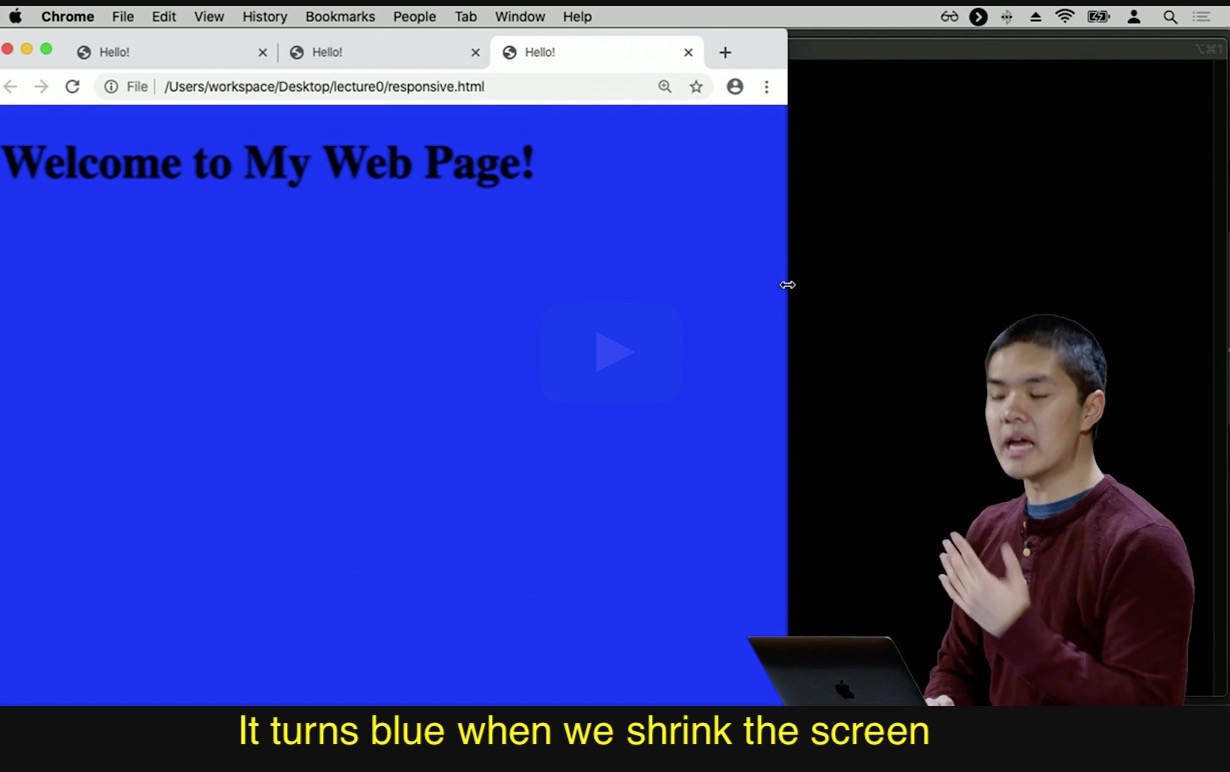 Chrome File Edit View History Bookmarks People Tab Window Help
Hello! Hello! Hello!
File /Users/workspace/Desktop/lecture0/responsive.html
⌥⌘1
Welcome to My Web Page!
It turns blue when we shrink the screen